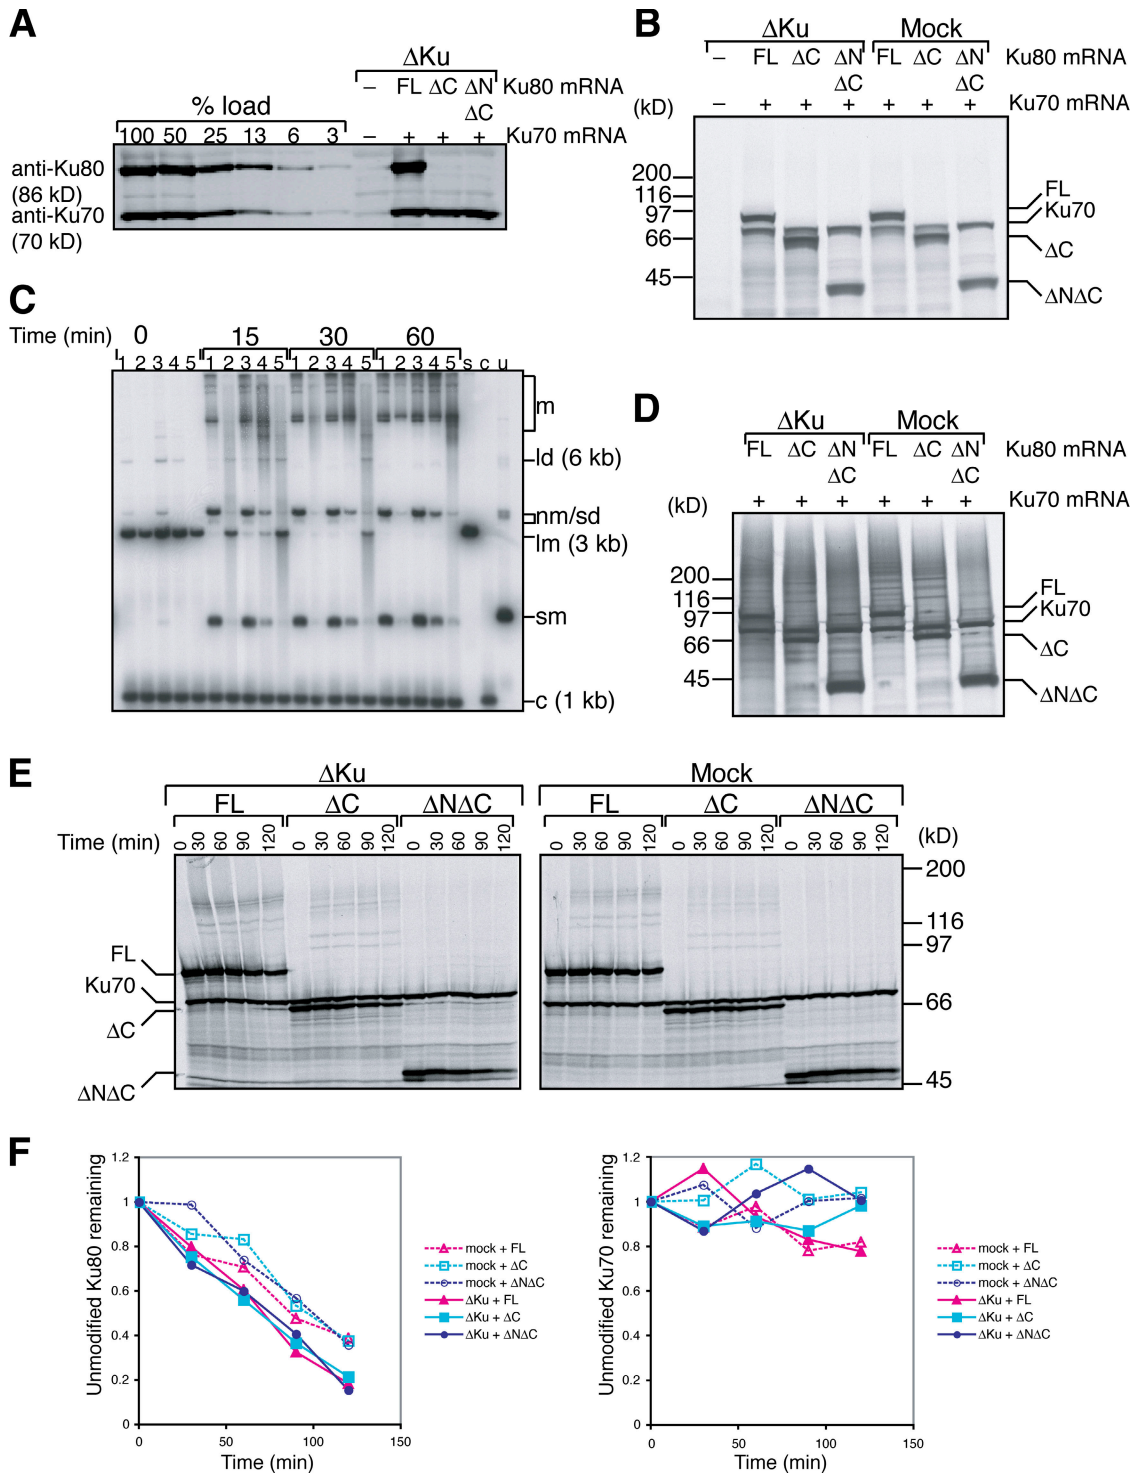 A
ΔKu
– FL ΔC ΔN Ku80 mRNA
ΔC
% load
100 50 25 13 6 3 – + + + Ku70 mRNA
anti-Ku80
(86 kD)
anti-Ku70
(70 kD)
B
ΔKu Mock
– FL ΔC ΔN FL ΔC ΔN Ku80 mRNA
ΔC ΔC
(kD) – + + + + + + Ku70 mRNA
200
116
97
66
45
FL
Ku70
ΔC
ΔNΔC
C
Time (min) 0 15 30 60
1 2 3 4 5 1 2 3 4 5 1 2 3 4 5 1 2 3 4 5 s c u
m
ld (6 kb)
nm/sd
lm (3 kb)
sm
c (1 kb)
D
ΔKu Mock
FL ΔC ΔN FL ΔC ΔN Ku80 mRNA
ΔC ΔC
(kD) + + + + + + Ku70 mRNA
200
116
97
66
45
FL
Ku70
ΔC
ΔNΔC
E
ΔKu Mock
FL ΔC ΔNΔC FL ΔC ΔNΔC
Time (min) 0 30 60 90 120 0 30 60 90 120 0 30 60 90 120 0 30 60 90 120 0 30 60 90 120 0 30 60 90 120 (kD)
200
116
97
66
45
FL
Ku70
ΔC
ΔNΔC
F
Unmodified Ku80 remaining
1.2
1
0.8
0.6
0.4
0.2
0
0 50 100 150
Time (min)
mock + FL
mock + ΔC
mock + ΔNΔC
ΔKu + FL
ΔKu + ΔC
ΔKu + ΔNΔC
Unmodified Ku70 remaining
1.2
1
0.8
0.6
0.4
0.2
0
0 50 100 150
Time (min)
mock + FL
mock + ΔC
mock + ΔNΔC
ΔKu + FL
ΔKu + ΔC
ΔKu + ΔNΔC